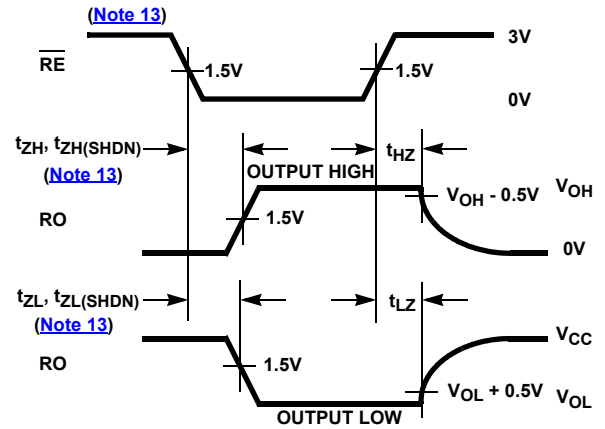 (Note 13)
RE
1.5V
1.5V
3V
0V
tZH, tZH(SHDN)
(Note 13)
tHZ
OUTPUT HIGH
RO
1.5V
VOH - 0.5V
VOH
0V
tZL, tZL(SHDN)
(Note 13)
tLZ
RO
1.5V
VCC
VOL + 0.5V
VOL
OUTPUT LOW